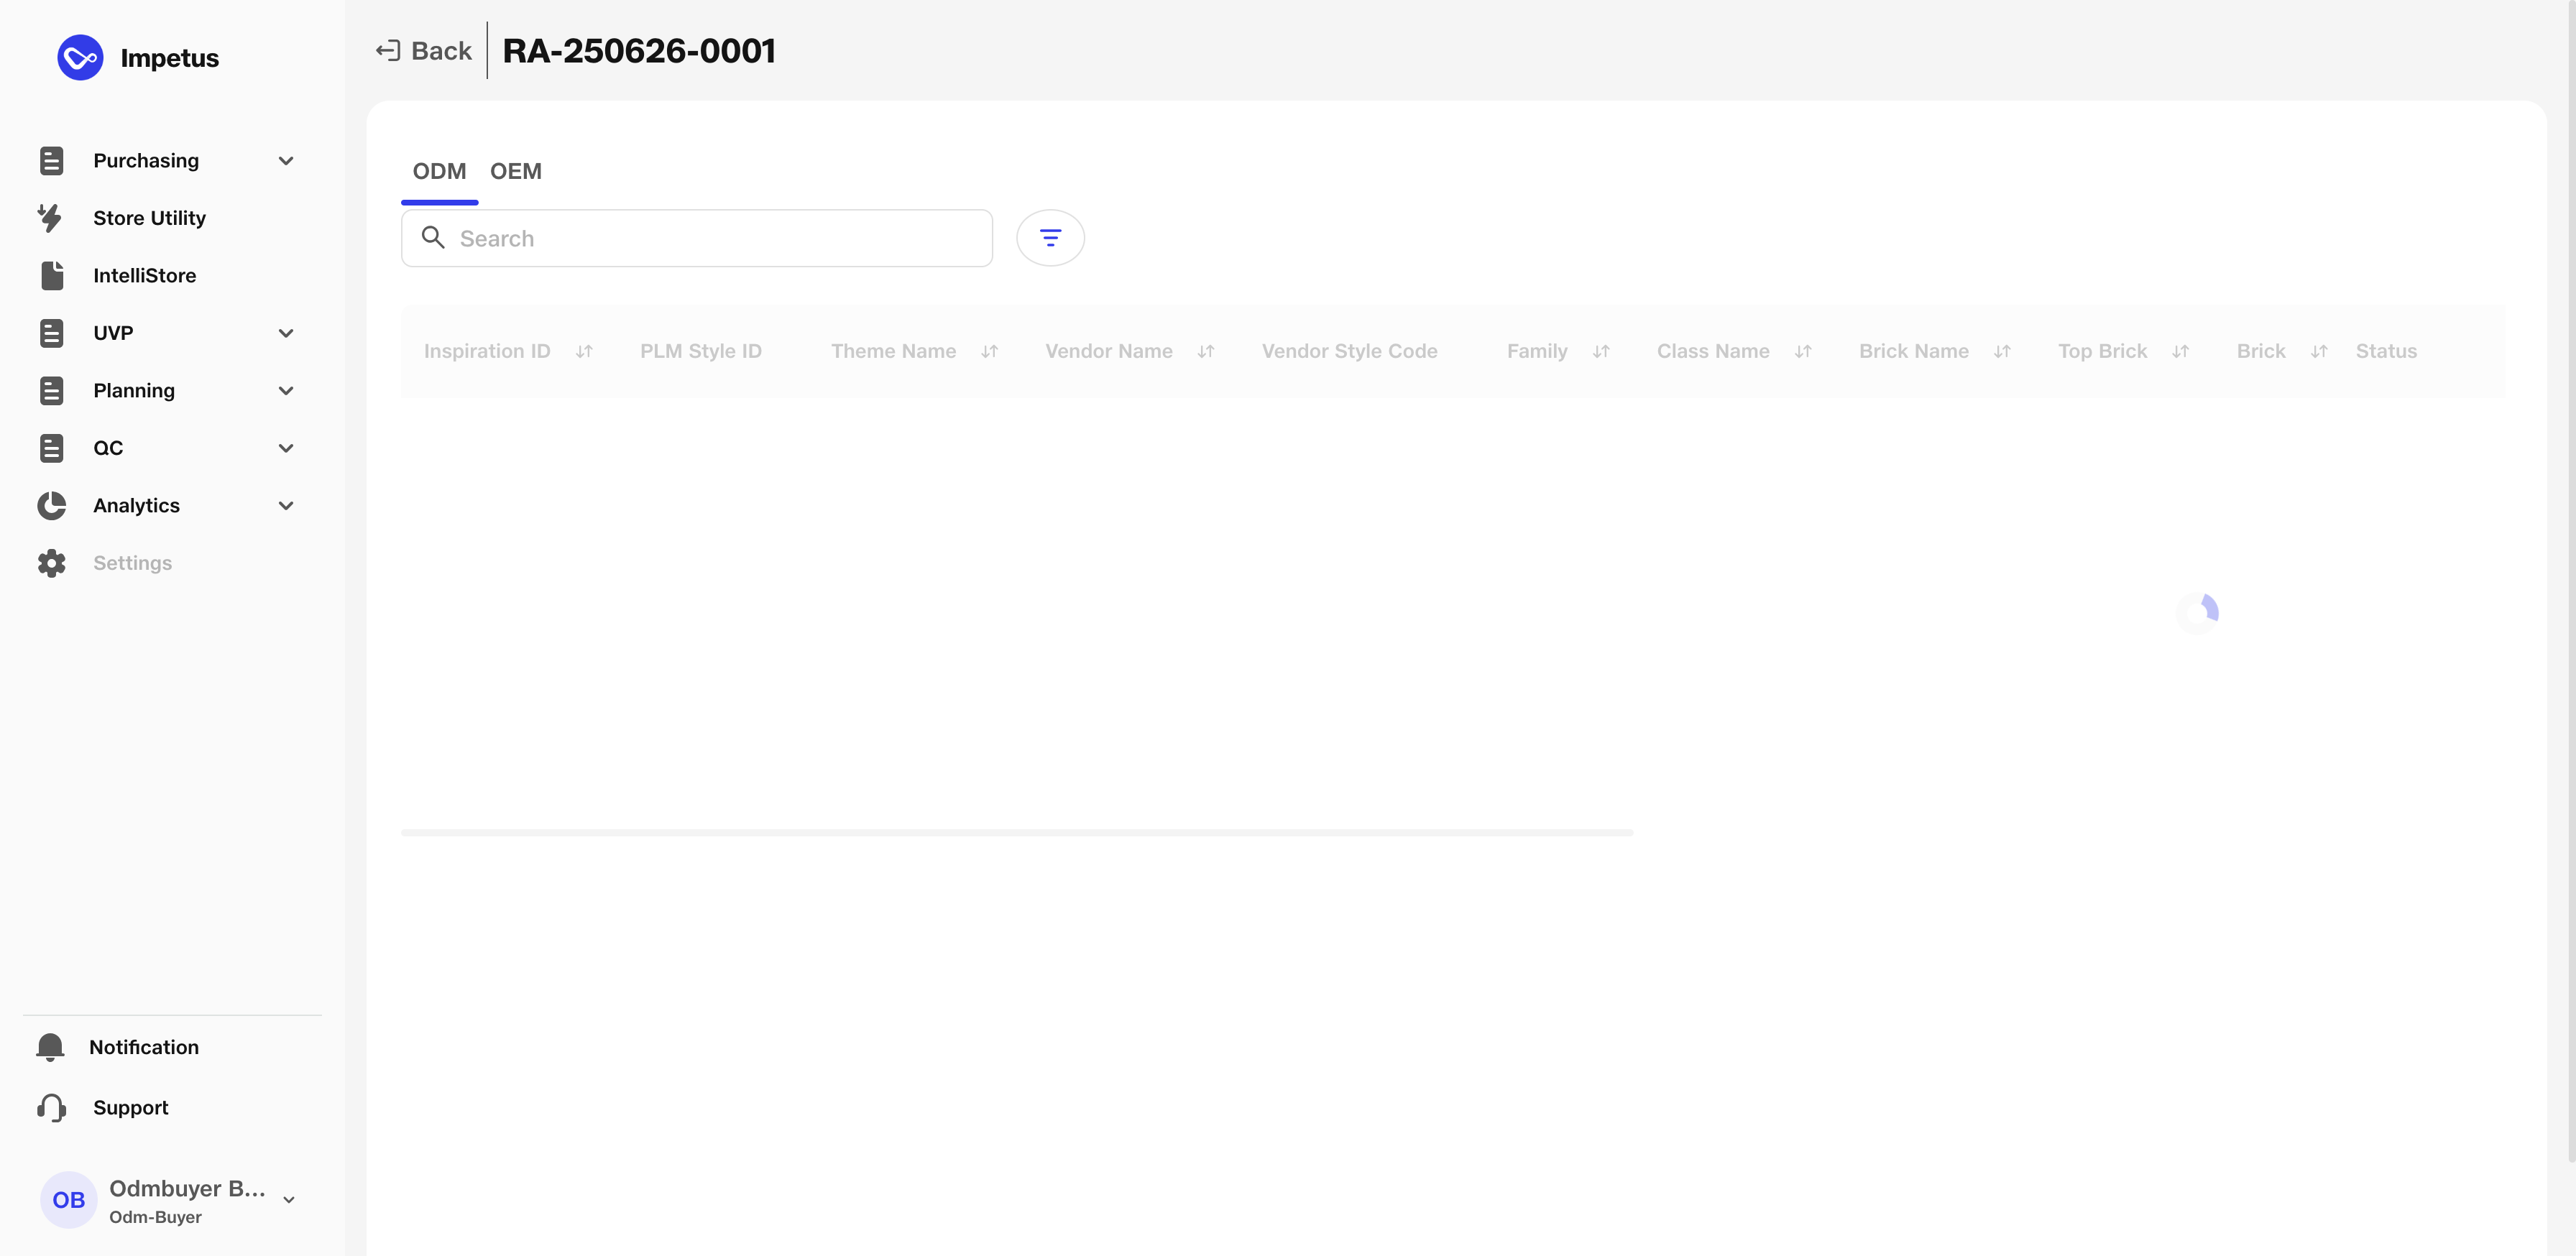 Impetus
Purchasing
Store Utility
IntelliStore
UVP
Planning
QC
Analytics
Settings
Notification
Support
OB
Odmbuyer B...
Odm-Buyer
Back
RA-250626-0001
ODM OEM
Search
Inspiration ID PLM Style ID Theme Name Vendor Name Vendor Style Code Family Class Name Brick Name Top Brick Brick Status